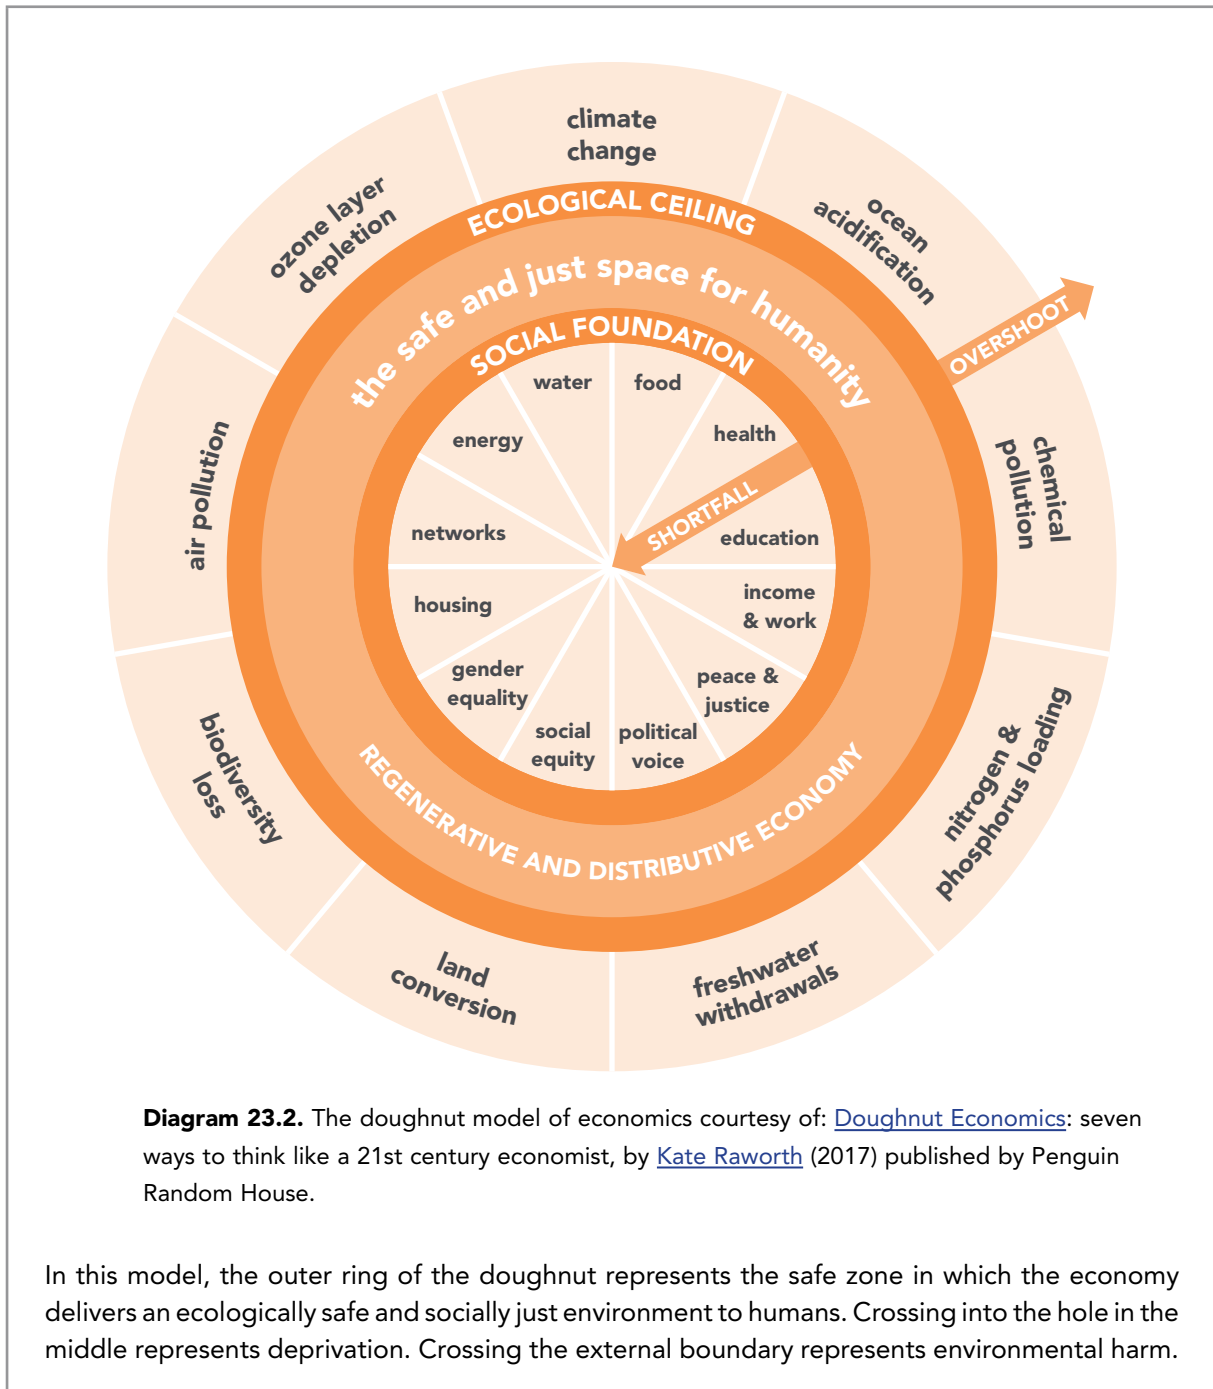 climate
change
ozone layer
depletion
ocean
acidification
ECOLOGICAL CEILING
the safe and just space for humanity
OVERSHOOT
SOCIAL FOUNDATION
water
food
energy
health
SHORTFALL
networks
education
housing
income
& work
gender
equality
peace &
justice
social
equity
political
voice
air pollution
chemical
pollution
REGENERATIVE AND DISTRIBUTIVE ECONOMY
biodiversity
loss
nitrogen &
phosphorus loading
land
conversion
freshwater
withdrawals
Diagram 23.2. The doughnut model of economics courtesy of: Doughnut Economics: seven
ways to think like a 21st century economist, by Kate Raworth (2017) published by Penguin
Random House.
In this model, the outer ring of the doughnut represents the safe zone in which the economy
delivers an ecologically safe and socially just environment to humans. Crossing into the hole in the
middle represents deprivation. Crossing the external boundary represents environmental harm.